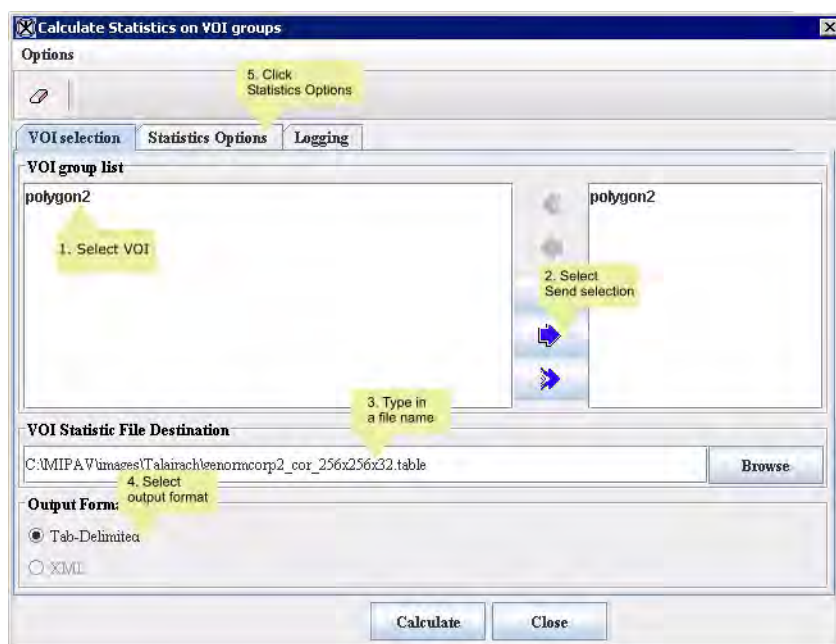 Calculate Statistics on VOI groups
Options
5. Click
Statistics Options
VOI selection
Statistics Options
Logging
VOI group list
polygon2
polygon2
1. Select VOI
2. Select
Send selection
3. Type in
a file name
VOI Statistic File Destination
C:\MIPAV\images\Talairach\genormcorp2_cor_256x256x32.table
Browse
4. Select
output format
Output Forma
Tab-Delimited
XML
Calculate
Close